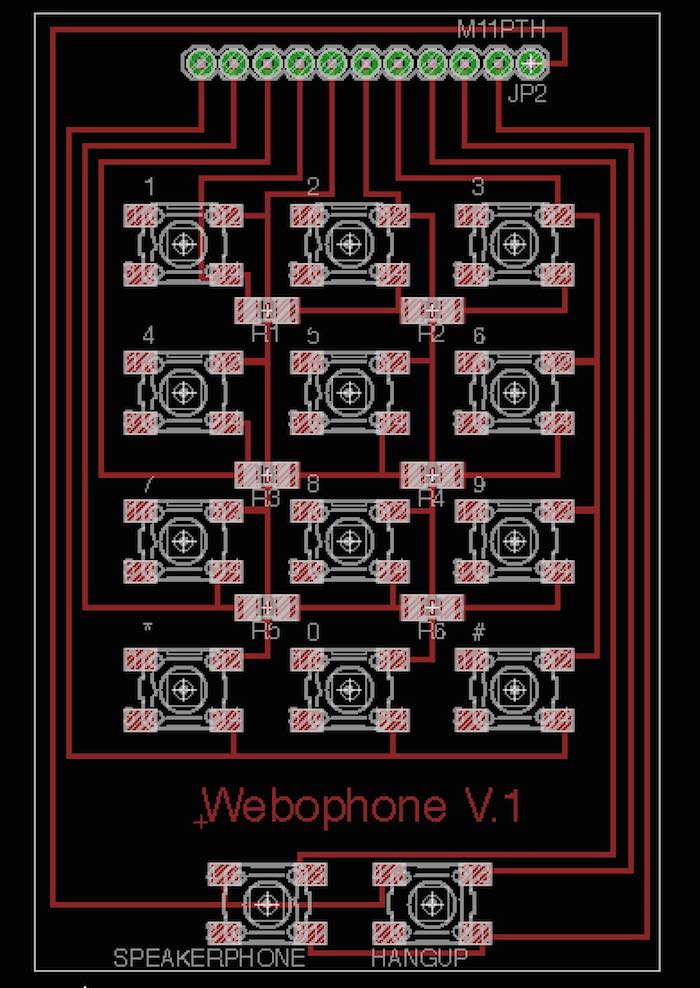 M11PTH
JP2
1 2 3
R1 R2
4 5 6
R3 R4
7 8 9
R5 R6
* 0 #
Webophone V.1
SPEAKERPHONE HANGUP